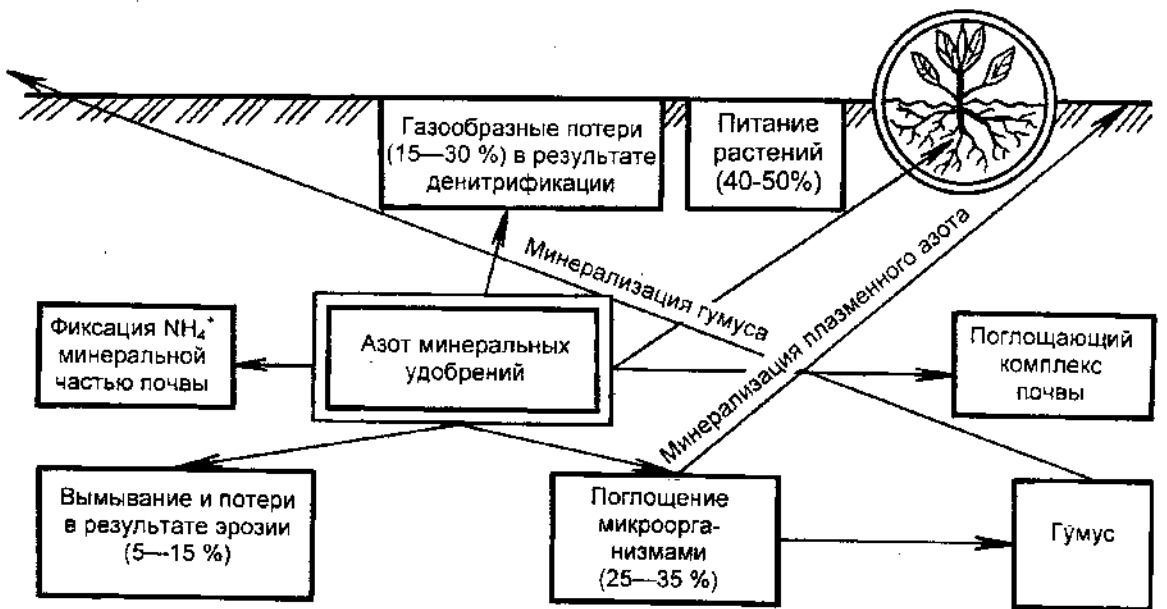 Газообразные потери
(15—30 %) в результате
денитрификации
Питание
растений
(40-50%)
Минерализация гумуса
Минерализация плазменного азота
Фиксация NH₄⁺
минеральной
частью почвы
Азот минеральных
удобрений
Поглощающий
комплекс
почвы
Вымывание и потери
в результате эрозии
(5—15 %)
Поглощение
микроорга-
низмами
(25—35 %)
Гумус